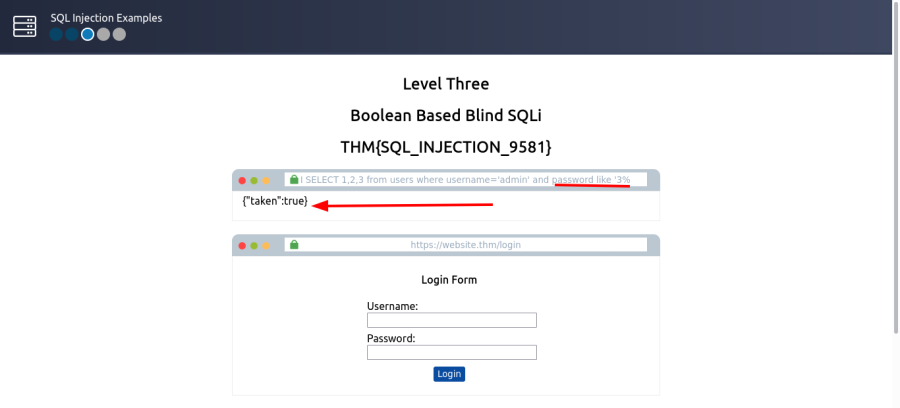 SQL Injection Examples
Level Three
Boolean Based Blind SQLi
THM{SQL_INJECTION_9581}
SELECT 1,2,3 from users where username='admin' and password like '3%
{"taken":true}
https://website.thm/login
Login Form
Username:
Password:
Login